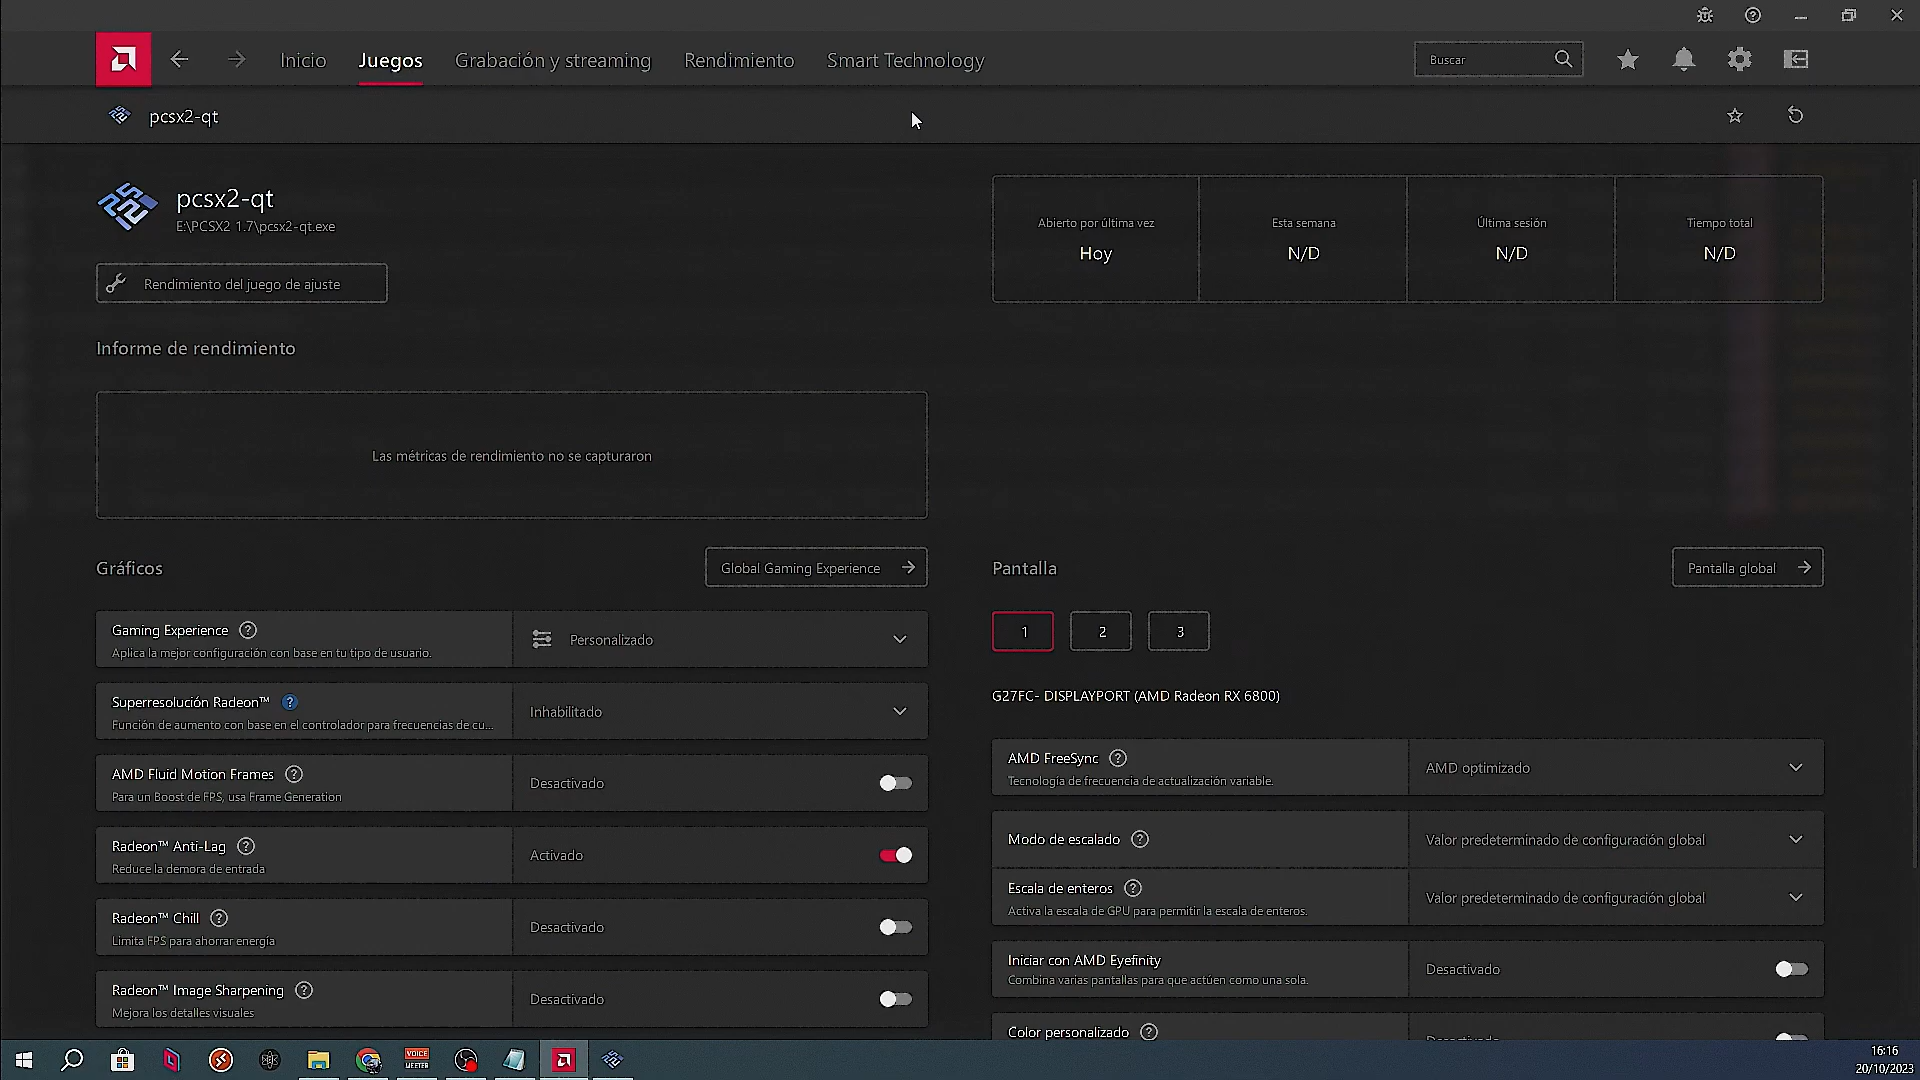 Inicio
Juegos
Grabación y streaming
Rendimiento
Smart Technology
Buscar
pcsx2-qt
pcsx2-qt
E:\PCSX2 1.7\pcsx2-qt.exe
Rendimiento del juego de ajuste
Abierto por última vez
Hoy
Esta semana
N/D
Última sesión
N/D
Tiempo total
N/D
Informe de rendimiento
Las métricas de rendimiento no se capturaron
Gráficos
Global Gaming Experience
Gaming Experience
Aplica la mejor configuración con base en tu tipo de usuario.
Personalizado
Superresolución Radeon™
Función de aumento con base en el controlador para frecuencias de cu...
Inhabilitado
AMD Fluid Motion Frames
Para un Boost de FPS, usa Frame Generation
Desactivado
Radeon™ Anti-Lag
Reduce la demora de entrada
Activado
Radeon™ Chill
Limita FPS para ahorrar energía
Desactivado
Radeon™ Image Sharpening
Mejora los detalles visuales
Desactivado
Pantalla
Pantalla global
1
2
3
G27FC- DISPLAYPORT (AMD Radeon RX 6800)
AMD FreeSync
Tecnología de frecuencia de actualización variable.
AMD optimizado
Modo de escalado
Valor predeterminado de configuración global
Escala de enteros
Activa la escala de GPU para permitir la escala de enteros.
Valor predeterminado de configuración global
Iniciar con AMD Eyefinity
Combina varias pantallas para que actúen como una sola.
Desactivado
Color personalizado
VOICE
MEETER
16:16
20/10/2023